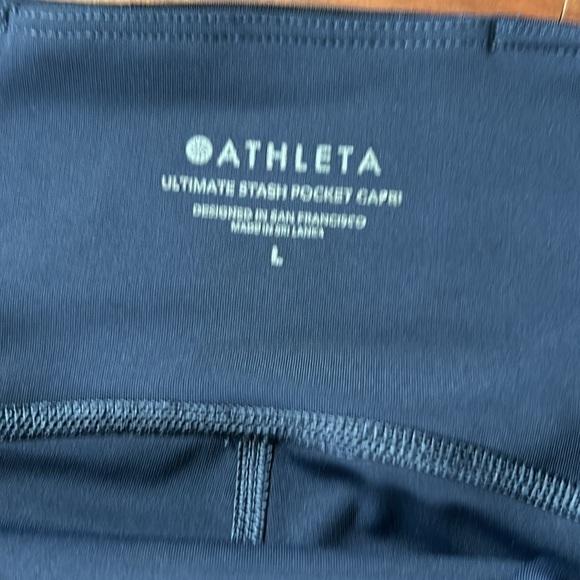 ATHLETA
ULTIMATE STASH POCKET CAPRI
DESIGNED IN SAN FRANCISCO
MADE IN SRI LANKA
L